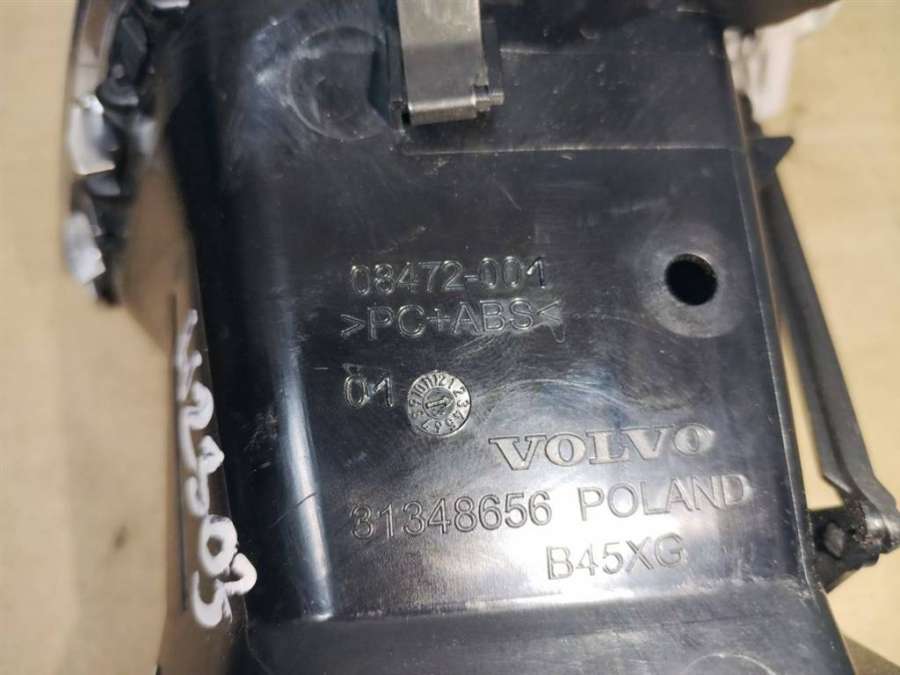 08472-001
>PC+ABS<
01
VOLVO
31348656 POLAND
B45XG